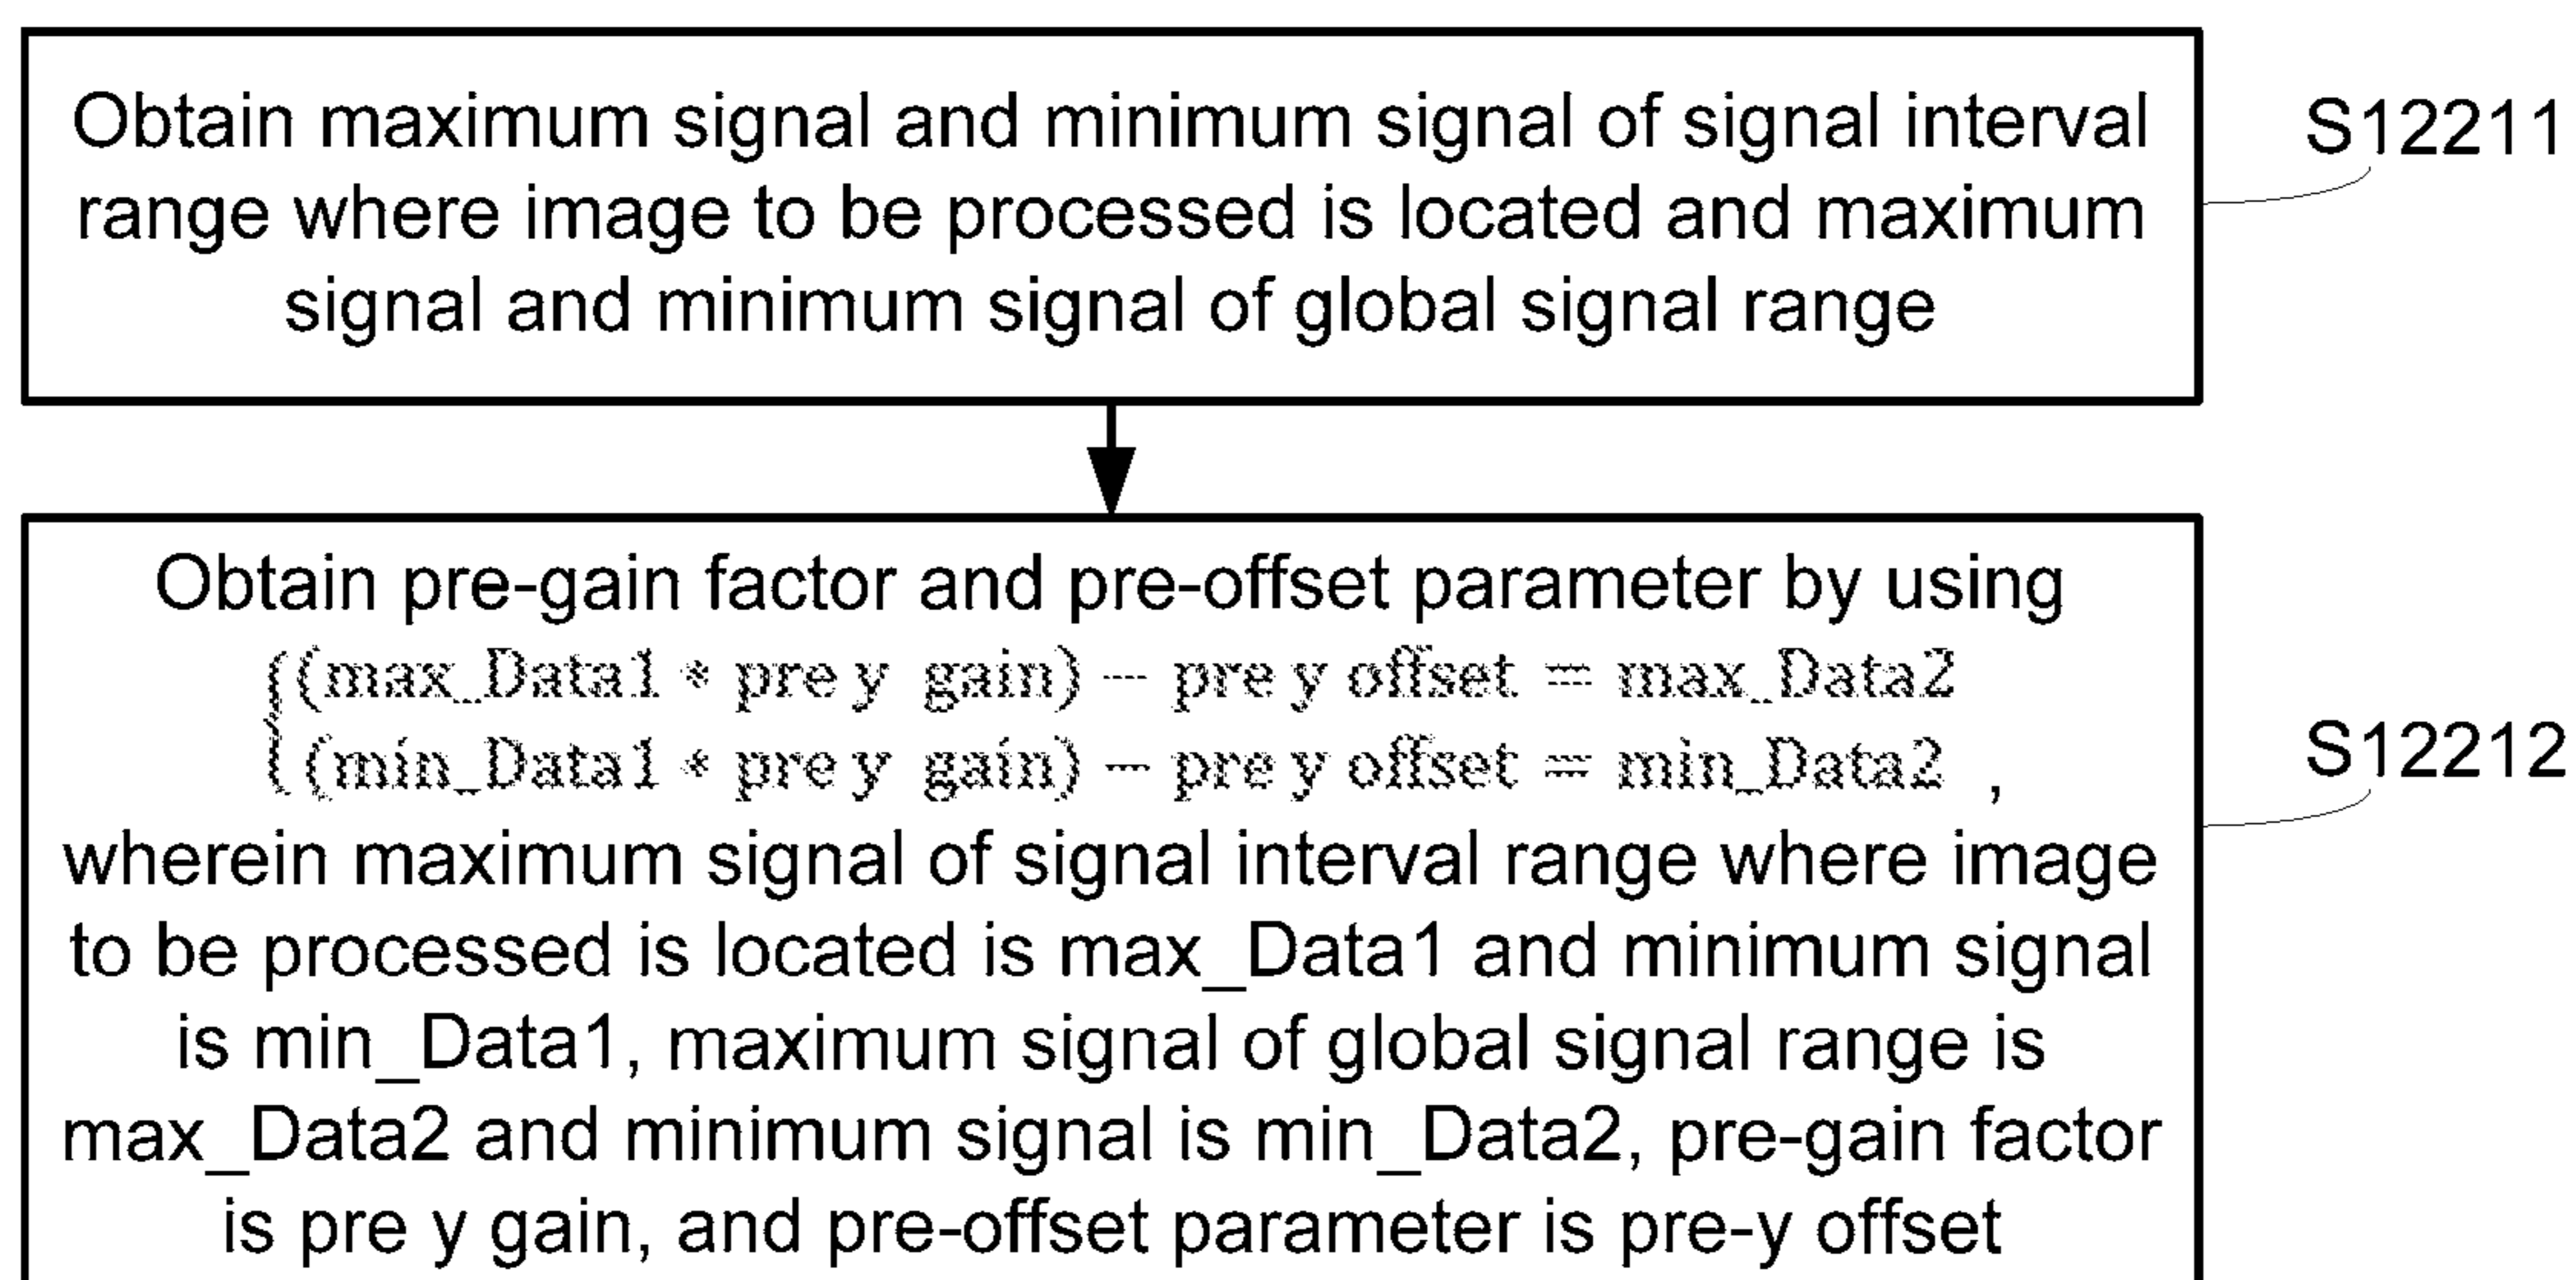 Obtain maximum signal and minimum signal of signal interval
range where image to be processed is located and maximum
signal and minimum signal of global signal range
S12211
Obtain pre-gain factor and pre-offset parameter by using
{(max_Data1 * pre y gain) − pre y offset = max_Data2
(min_Data1 * pre y gain) − pre y offset = min_Data2 ,
wherein maximum signal of signal interval range where image
to be processed is located is max_Data1 and minimum signal
is min_Data1, maximum signal of global signal range is
max_Data2 and minimum signal is min_Data2, pre-gain factor
is pre y gain, and pre-offset parameter is pre-y offset
S12212